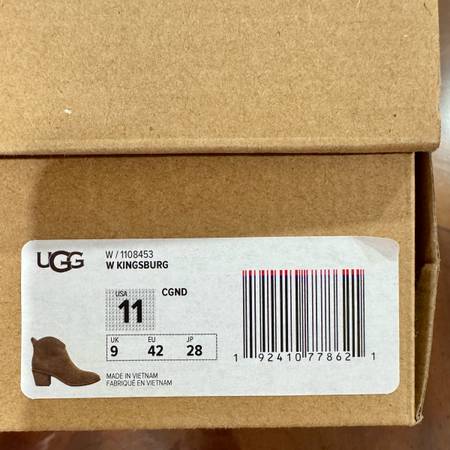 UGG
W / 1108453
W KINGSBURG
USA
11
CGND
UK EU JP
9 42 28
MADE IN VIETNAM
FABRIQUÉ EN VIETNAM
1 92410 77862 1